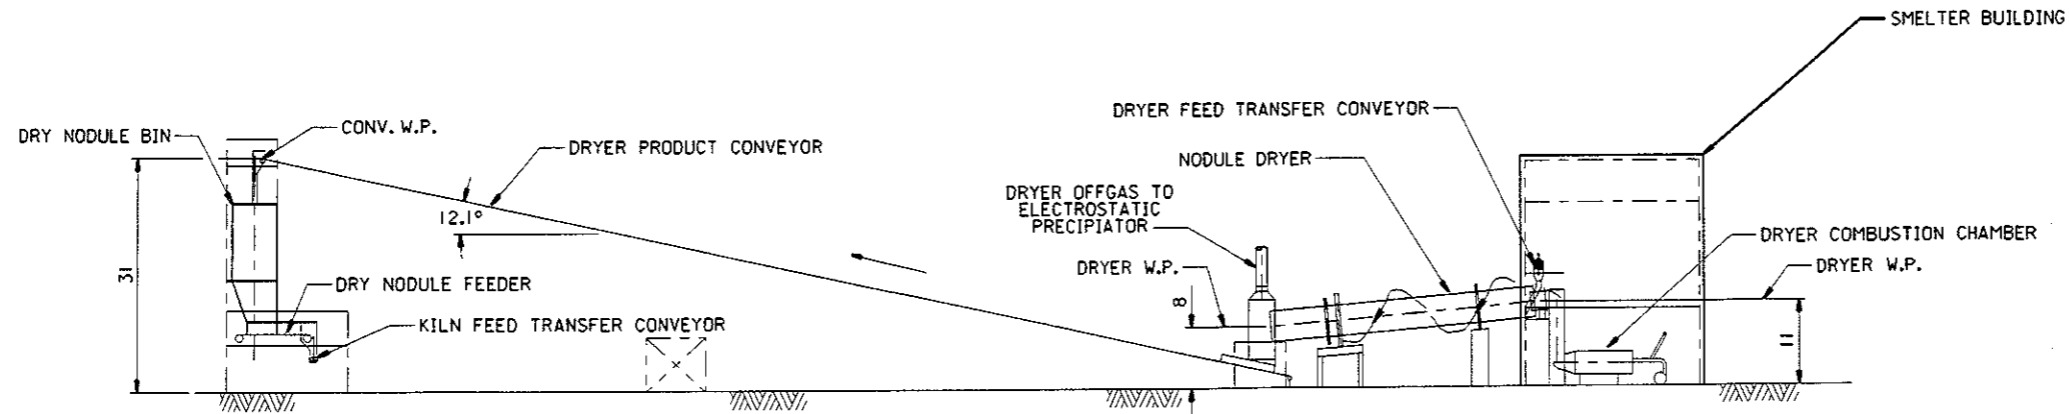 SMELTER BUILDING
DRYER FEED TRANSFER CONVEYOR
CONV. W.P.
DRY NODULE BIN
DRYER PRODUCT CONVEYOR
NODULE DRYER
DRYER OFFGAS TO
ELECTROSTATIC
PRECIPIATOR
12.1°
DRYER COMBUSTION CHAMBER
DRYER W.P.
DRYER W.P.
31
DRY NODULE FEEDER
8
KILN FEED TRANSFER CONVEYOR
11